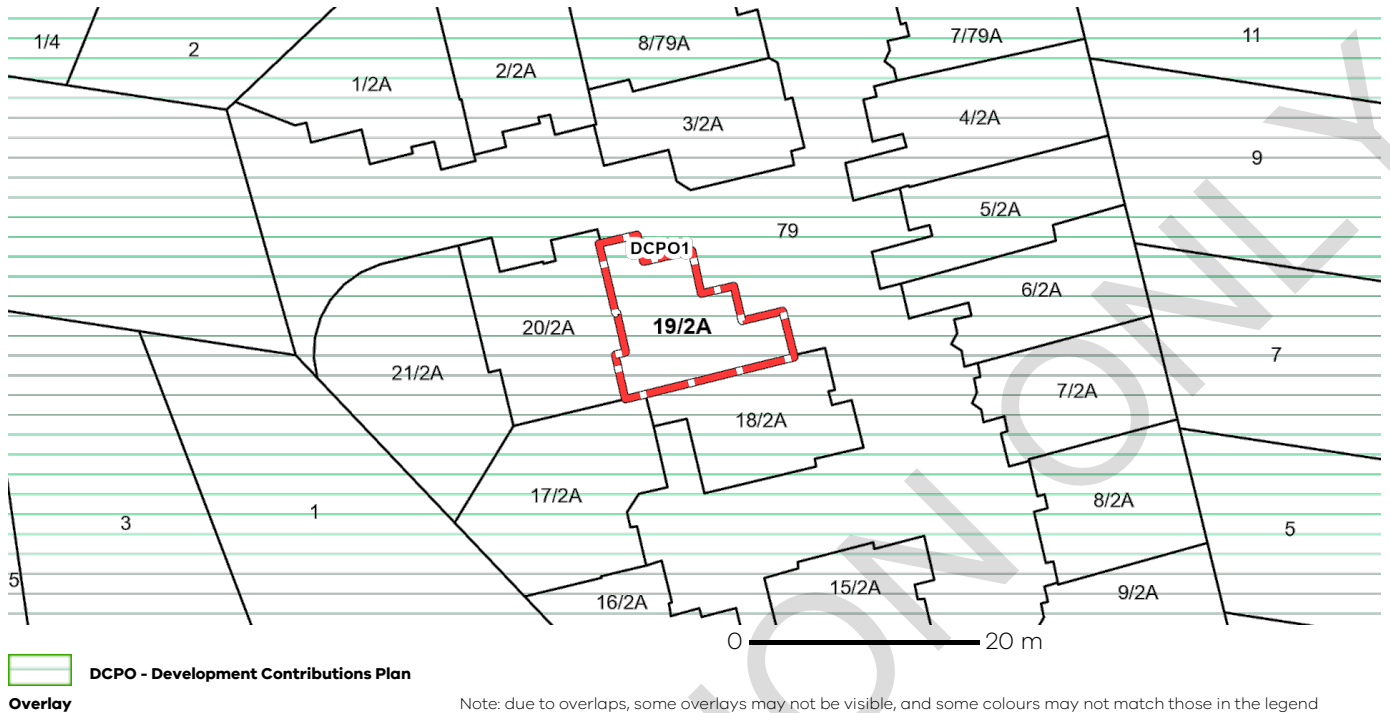 1/4
2
1/2A
2/2A
8/79A
7/79A
11
3/2A
4/2A
9
5/2A
79
DCPO1
6/2A
20/2A
19/2A
7
21/2A
7/2A
18/2A
17/2A
8/2A
3
1
5
5
15/2A
9/2A
16/2A
0 20 m
DCPO - Development Contributions Plan
Overlay
Note: due to overlaps, some overlays may not be visible, and some colours may not match those in the legend
ON ONLY